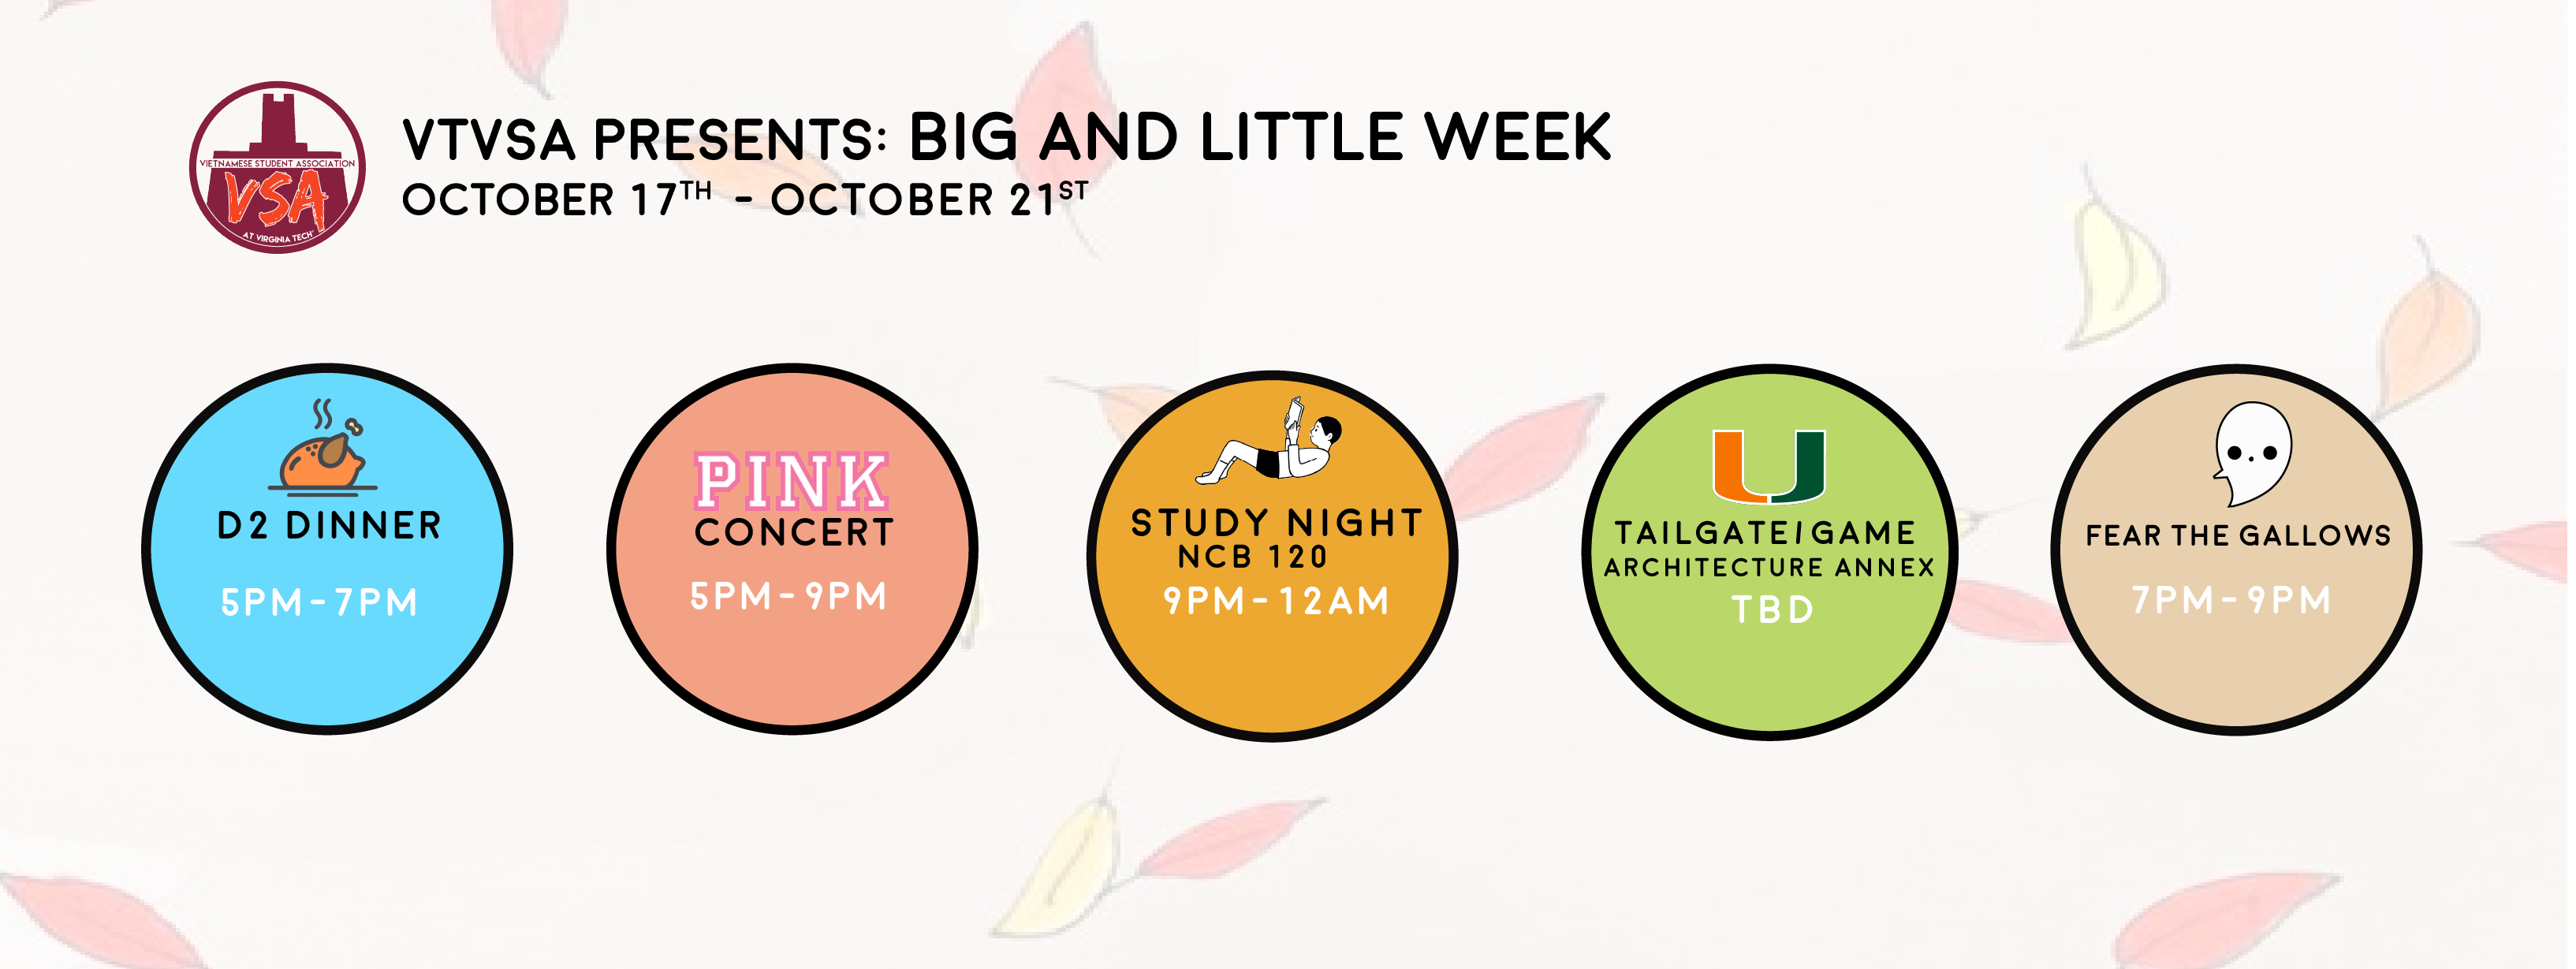 VIETNAMESE STUDENT ASSOCIATION
VSA
AT VIRGINIA TECH
VTVSA PRESENTS: BIG AND LITTLE WEEK
OCTOBER 17TH - OCTOBER 21ST
D2 DINNER
5PM-7PM
PINK
CONCERT
5PM-9PM
STUDY NIGHT
NCB 120
9PM-12AM
U
TAILGATE/GAME
ARCHITECTURE ANNEX
TBD
FEAR THE GALLOWS
7PM-9PM